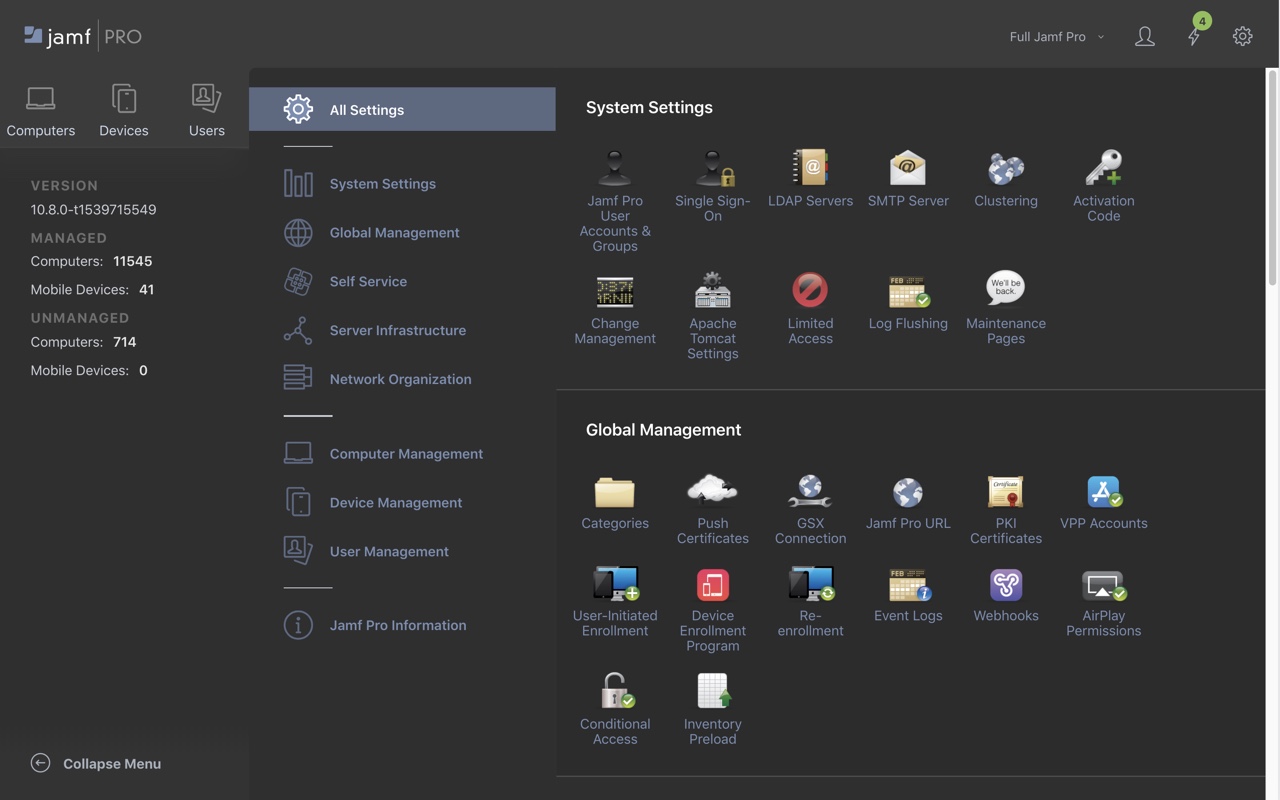 jamf PRO
Full Jamf Pro
4
Computers
Devices
Users
VERSION
10.8.0-t1539715549
MANAGED
Computers: 11545
Mobile Devices: 41
UNMANAGED
Computers: 714
Mobile Devices: 0
Collapse Menu
All Settings
System Settings
Global Management
Self Service
Server Infrastructure
Network Organization
Computer Management
Device Management
User Management
Jamf Pro Information
System Settings
Jamf Pro
User
Accounts &
Groups
Single Sign-
On
LDAP Servers
SMTP Server
Clustering
Activation
Code
Change
Management
Apache
Tomcat
Settings
Limited
Access
FEB
Log Flushing
We'll be
back.
Maintenance
Pages
Global Management
Categories
Push
Certificates
GSX
Connection
Jamf Pro URL
Certificate
PKI
Certificates
VPP Accounts
User-Initiated
Enrollment
Device
Enrollment
Program
Re-
enrollment
FEB
Event Logs
Webhooks
AirPlay
Permissions
Conditional
Access
Inventory
Preload